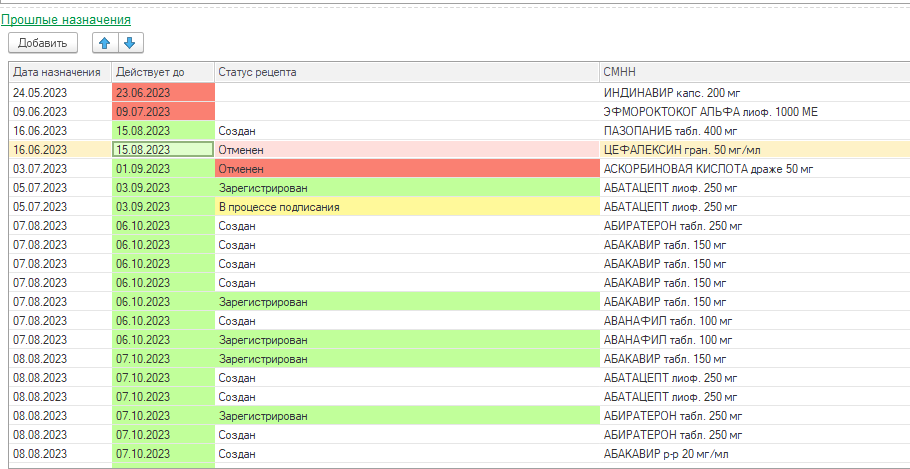 Прошлые назначения
Добавить
Дата назначения Действует до Статус рецепта СМНН
24.05.2023 23.06.2023 ИНДИНАВИР капс. 200 мг
09.06.2023 09.07.2023 ЭФМОРОКТОКОГ АЛЬФА лиоф. 1000 МЕ
16.06.2023 15.08.2023 Создан ПАЗОПАНИБ табл. 400 мг
16.06.2023 15.08.2023 Отменен ЦЕФАЛЕКСИН гран. 50 мг/мл
03.07.2023 01.09.2023 Отменен АСКОРБИНОВАЯ КИСЛОТА драже 50 мг
05.07.2023 03.09.2023 Зарегистрирован АБАТАЦЕПТ лиоф. 250 мг
05.07.2023 03.09.2023 В процессе подписания АБАТАЦЕПТ лиоф. 250 мг
07.08.2023 06.10.2023 Создан АБИРАТЕРОН табл. 250 мг
07.08.2023 06.10.2023 Создан АБАКАВИР табл. 150 мг
07.08.2023 06.10.2023 Создан АБАКАВИР табл. 150 мг
07.08.2023 06.10.2023 Создан АБАКАВИР табл. 150 мг
07.08.2023 06.10.2023 Зарегистрирован АБАКАВИР табл. 150 мг
07.08.2023 06.10.2023 Создан АВАНАФИЛ табл. 100 мг
07.08.2023 06.10.2023 Зарегистрирован АВАНАФИЛ табл. 100 мг
08.08.2023 07.10.2023 Зарегистрирован АБАКАВИР табл. 150 мг
08.08.2023 07.10.2023 Создан АБАТАЦЕПТ лиоф. 250 мг
08.08.2023 07.10.2023 Создан АБАТАЦЕПТ лиоф. 250 мг
08.08.2023 07.10.2023 Зарегистрирован АБИРАТЕРОН табл. 250 мг
08.08.2023 07.10.2023 Создан АБИРАТЕРОН табл. 250 мг
08.08.2023 07.10.2023 Создан АБАКАВИР р-р 20 мг/мл